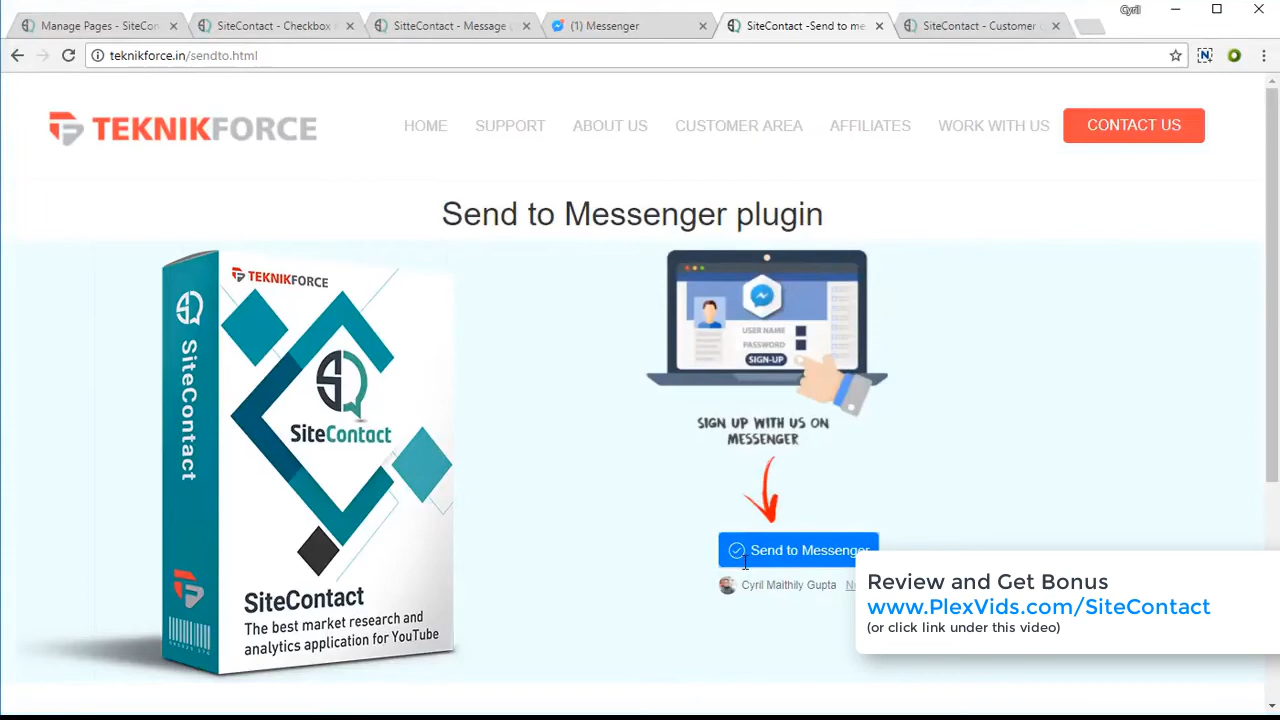 Cyril
Manage Pages - SiteCon
SiteContact - Checkbox
SitteContact - Message
(1) Messenger
SiteContact -Send to me
SiteContact - Customer
teknikforce.in/sendto.html
TEKNIKFORCE
HOME
SUPPORT
ABOUT US
CUSTOMER AREA
AFFILIATES
WORK WITH US
CONTACT US
Send to Messenger plugin
TEKNIKFORCE
SiteContact
SiteContact
SiteContact
The best market research and
analytics application for YouTube
USER NAME
PASSWORD
SIGN-UP
SIGN UP WITH US ON
MESSENGER
Send to Messenger
Cyril Maithily Gupta
Review and Get Bonus
www.PlexVids.com/SiteContact
(or click link under this video)